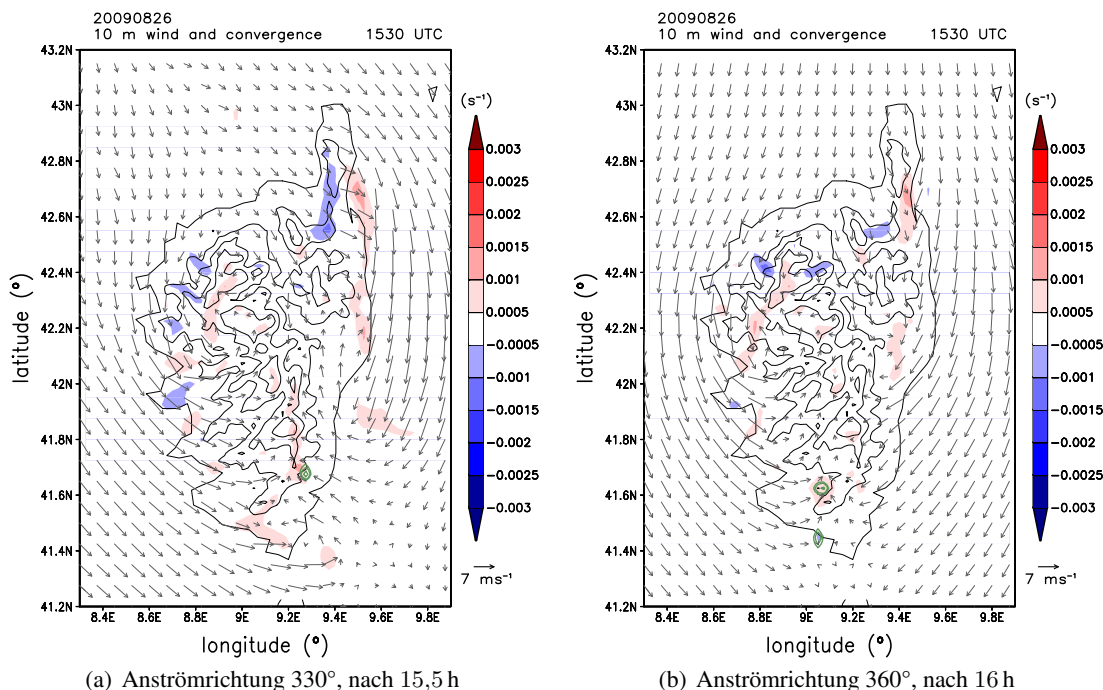 20090826
10 m wind and convergence 1530 UTC
43.2N
43N
42.8N
42.6N
42.4N
42.2N
42N
41.8N
41.6N
41.4N
41.2N
8.4E 8.6E 8.8E 9E 9.2E 9.4E 9.6E 9.8E
latitude (°)
longitude (°)
(s⁻¹)
0.003
0.0025
0.002
0.0015
0.001
0.0005
−0.0005
−0.001
−0.0015
−0.002
−0.0025
−0.003
7 ms⁻¹
(a) Anströmrichtung 330°, nach 15,5 h
20090826
10 m wind and convergence 1530 UTC
43.2N
43N
42.8N
42.6N
42.4N
42.2N
42N
41.8N
41.6N
41.4N
41.2N
8.4E 8.6E 8.8E 9E 9.2E 9.4E 9.6E 9.8E
latitude (°)
longitude (°)
(s⁻¹)
0.003
0.0025
0.002
0.0015
0.001
0.0005
−0.0005
−0.001
−0.0015
−0.002
−0.0025
−0.003
7 ms⁻¹
(b) Anströmrichtung 360°, nach 16 h